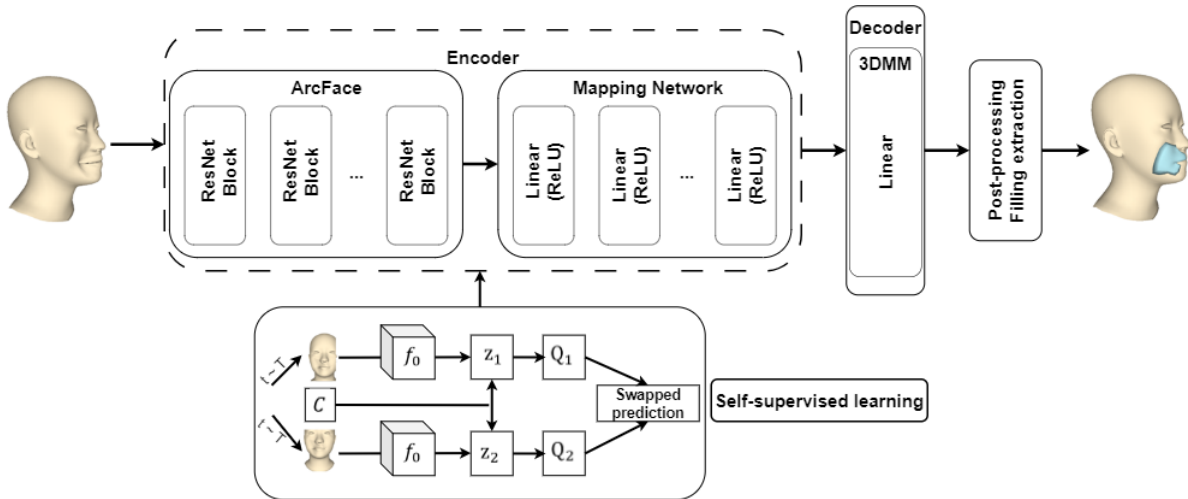 Encoder
ArcFace
ResNet
Block
ResNet
Block
...
ResNet
Block
Mapping Network
Linear
(ReLU)
Linear
(ReLU)
...
Linear
(ReLU)
Decoder
3DMM
Linear
Post-processing
Filling extraction
t ~ T
f₀
z₁
Q₁
C
Swapped
prediction
t ~ T
f₀
z₂
Q₂
Self-supervised learning